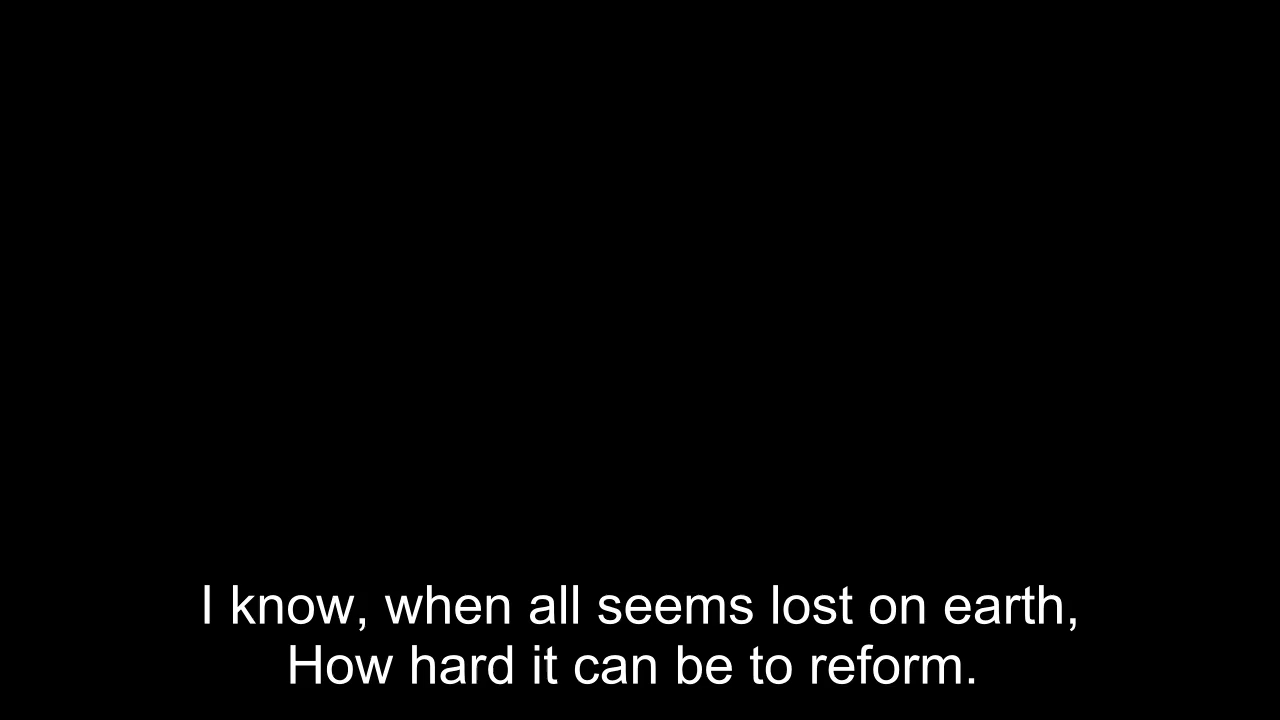 I know, when all seems lost on earth,
How hard it can be to reform.